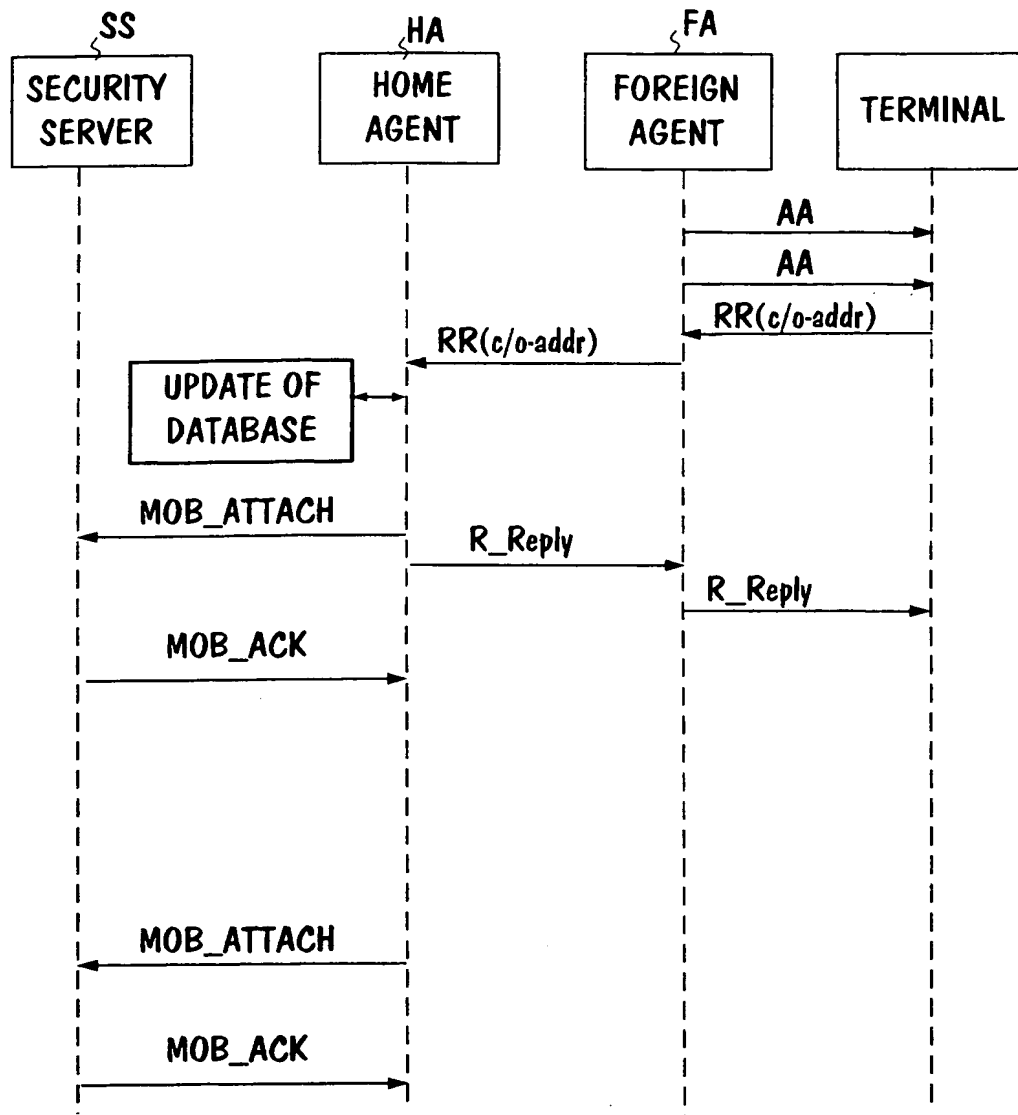 SS
HA
FA
SECURITY
SERVER
HOME
AGENT
FOREIGN
AGENT
TERMINAL
AA
AA
RR(c/o-addr)
RR(c/o-addr)
UPDATE OF
DATABASE
MOB_ATTACH
R_Reply
R_Reply
MOB_ACK
MOB_ATTACH
MOB_ACK